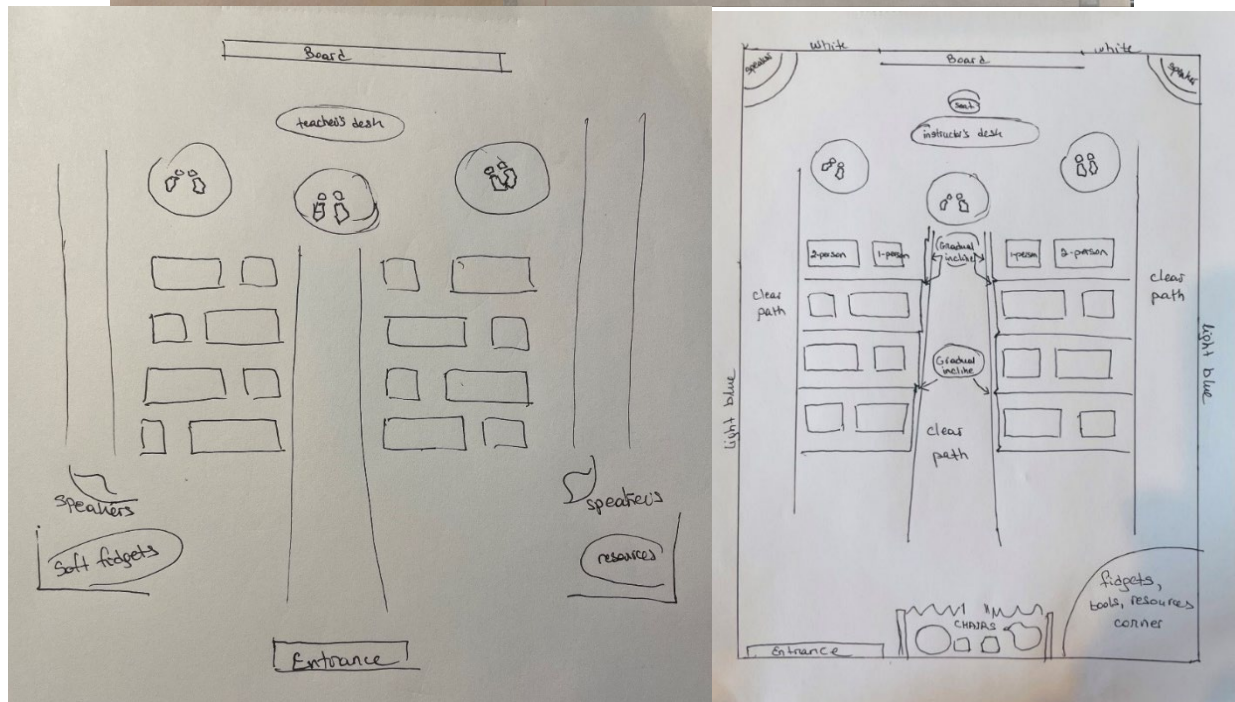 Board
teacher's desk
speakers
speakers
Soft fidgets
resources
Entrance
white
white
speaker
Board
speaker
seat
instructor's desk
2-person
1-person
Gradual
incline
1-person
2-person
clear
path
clear
path
Gradual
incline
light blue
light blue
clear
path
fidgets,
tools, resources
corner
CHAIRS
Entrance